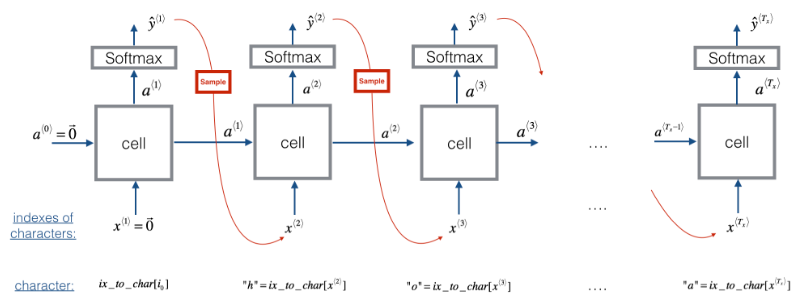 ŷ⟨1⟩ ŷ⟨2⟩ ŷ⟨3⟩ ŷ⟨Tₓ⟩
Softmax Softmax Softmax Softmax
Sample Sample
a⟨1⟩ a⟨2⟩ a⟨3⟩ a⟨Tₓ⟩
a⟨0⟩ = 0⃗ cell a⟨1⟩ cell a⟨2⟩ cell a⟨3⟩ .... a⟨Tₓ−1⟩ cell
indexes of
characters: x⟨1⟩ = 0⃗ x⟨2⟩ x⟨3⟩ .... x⟨Tₓ⟩
character: ix_to_char[i₀] "h" = ix_to_char[x⟨2⟩] "o" = ix_to_char[x⟨3⟩] .... "a" = ix_to_char[x⟨Tₓ⟩]